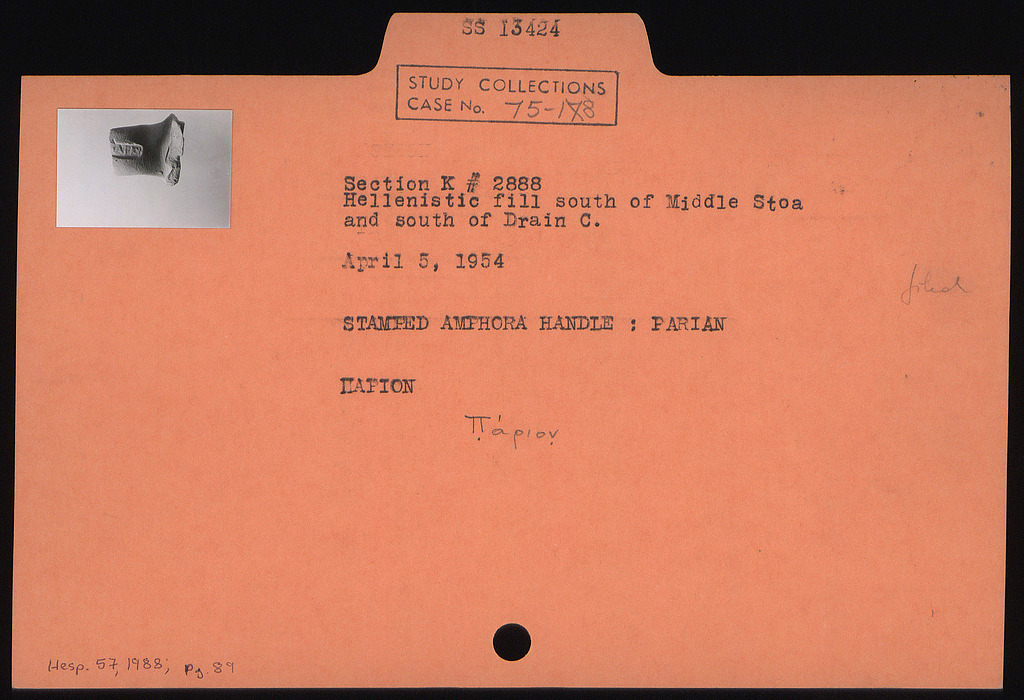 SS 13424
STUDY COLLECTIONS
CASE No. 75-178
Section K # 2888
Hellenistic fill south of Middle Stoa
and south of Drain C.
April 5, 1954
filed
STAMPED AMPHORA HANDLE : PARIAN
ΠΑΡΙΟΝ
Π̣άριον̣
Hesp. 57, 1988; pg. 89